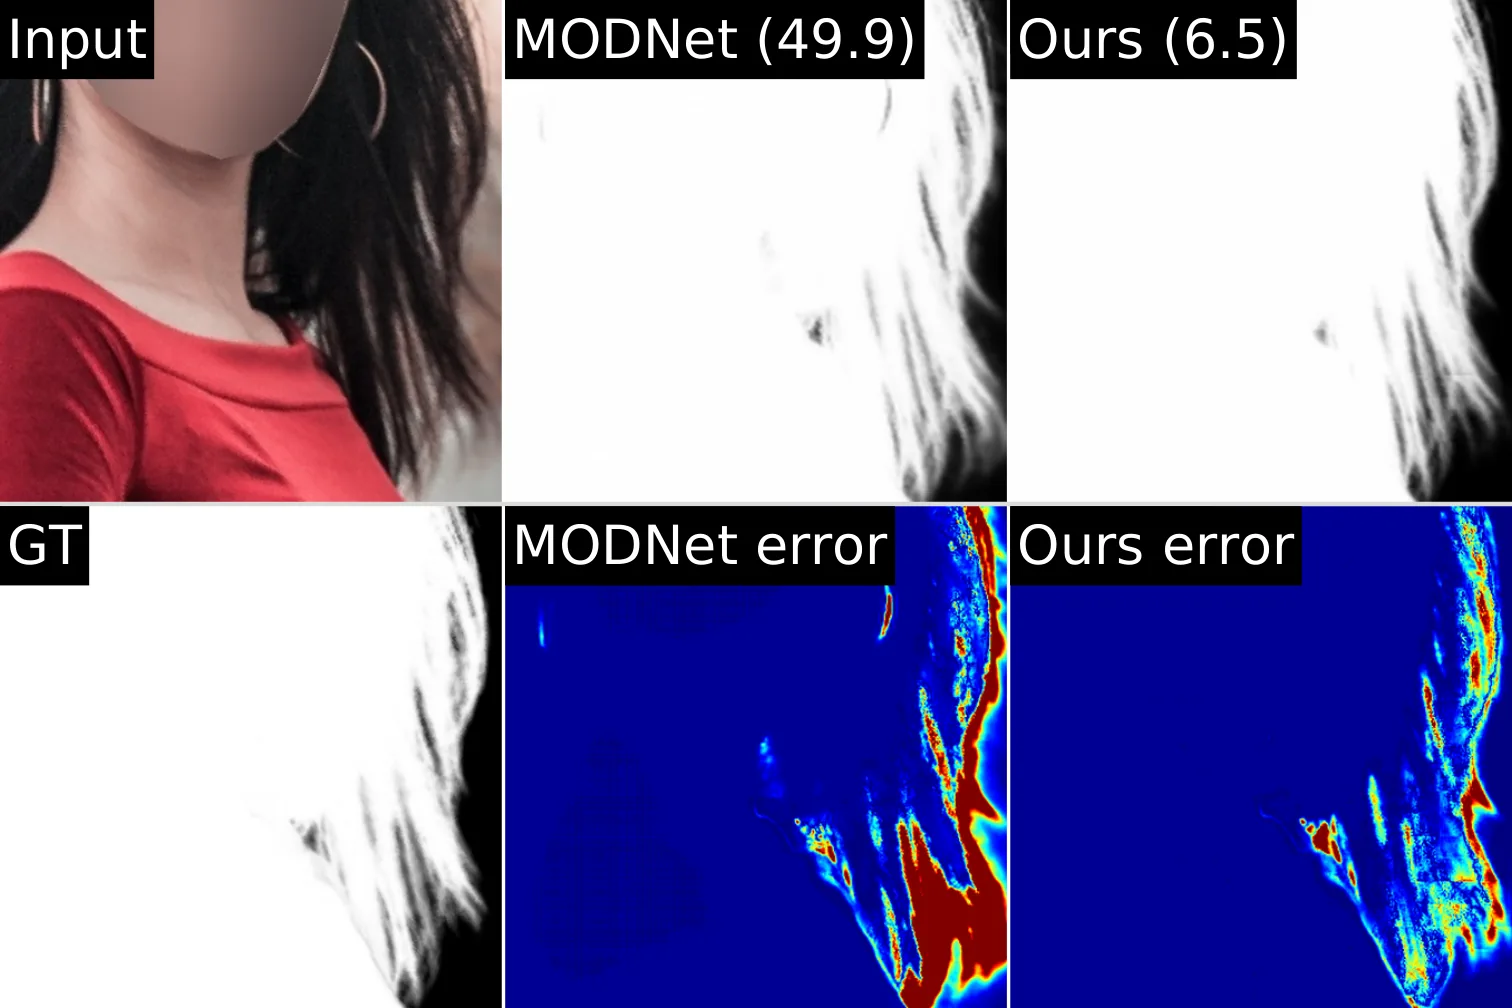 Input
MODNet (49.9)
Ours (6.5)
GT
MODNet error
Ours error